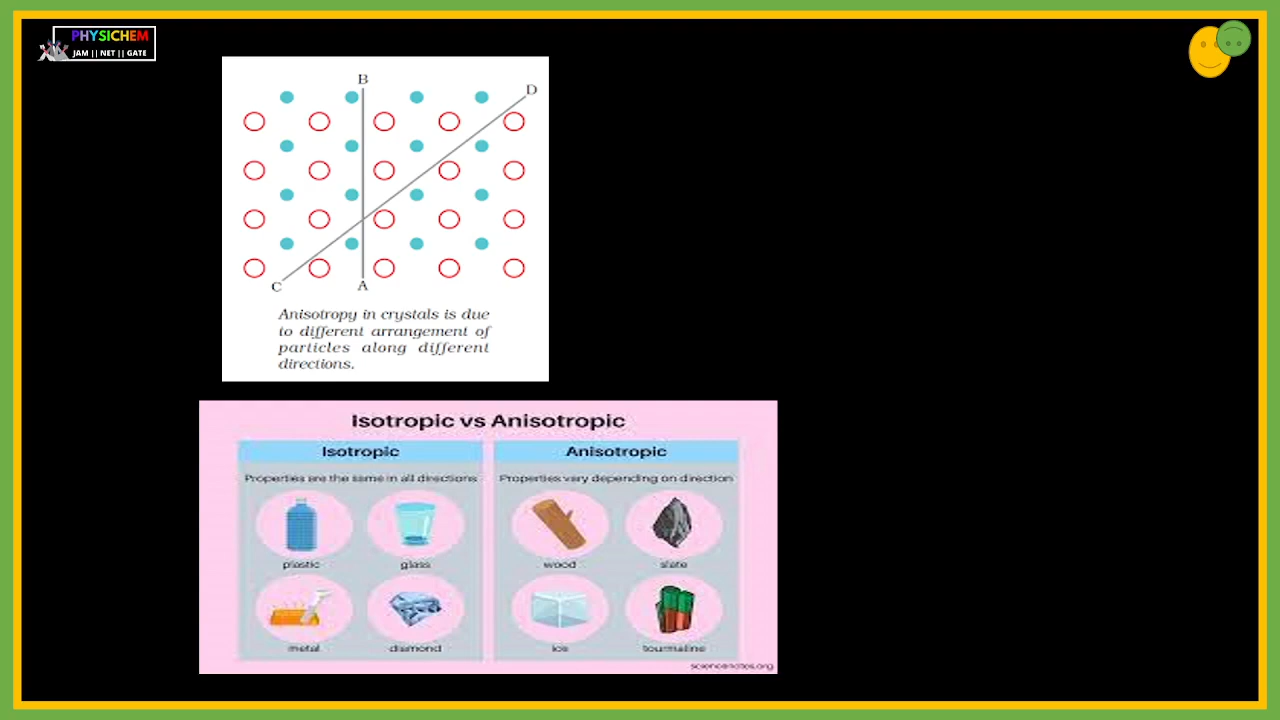 PHYSICHEM
JAM || NET || GATE
B
D
C
A
Anisotropy in crystals is due
to different arrangement of
particles along different
directions.
Isotropic vs Anisotropic
Isotropic
Anisotropic
Properties are the same in all directions
Properties vary depending on direction
plastic
glass
wood
slate
metal
diamond
ice
tourmaline
sciencenotes.org